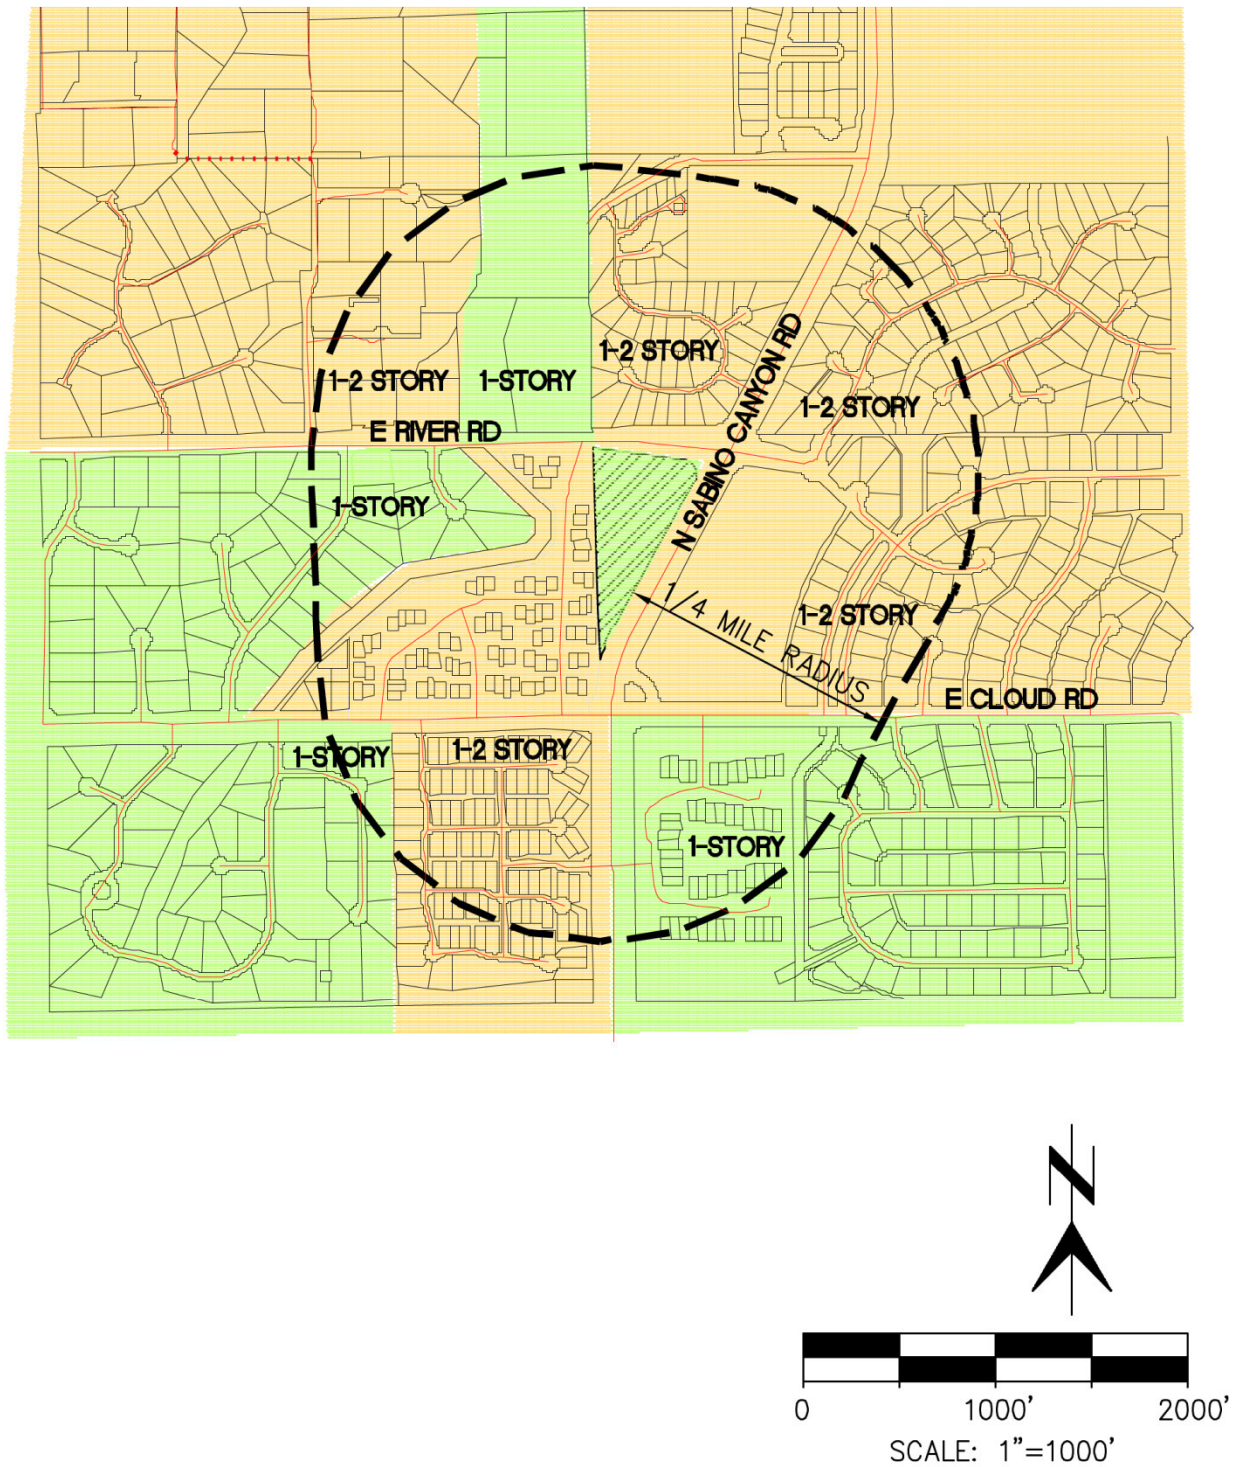 1-2 STORY
N SABINO CANYON RD
1-2 STORY
1-STORY
1-2 STORY
E RIVER RD
1-STORY
1/4 MILE RADIUS
1-2 STORY
E CLOUD RD
1-STORY
1-2 STORY
1-STORY
N
0 1000' 2000'
SCALE: 1"=1000'